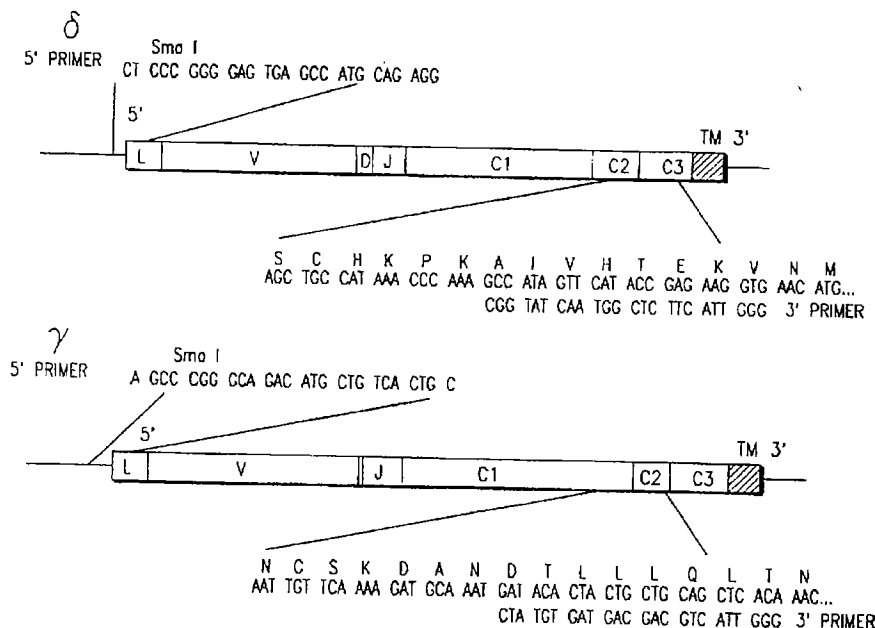 δ
Sma I
5' PRIMER CT CCC GGG GAG TGA GCC ATG CAG AGG
5' TM 3'
L V D J C1 C2 C3
S C H K P K A I V H T E K V N M
AGC TGC CAT AAA CCC AAA GCC ATA GTT CAT ACC GAG AAG GTG AAC ATG...
CGG TAT CAA TGG CTC TTC ATT GGG 3' PRIMER
γ
Sma I
5' PRIMER A GCC CGG GCA GAC ATG CTG TCA CTG C
5' TM 3'
L V J C1 C2 C3
N C S K D A N D T L L L Q L T N
AAT TGT TCA AAA GAT GCA AAT GAT ACA CTA CTG CTG CAG CTC ACA AAC...
CTA TGT GAT GAC GAC GTC ATT GGG 3' PRIMER